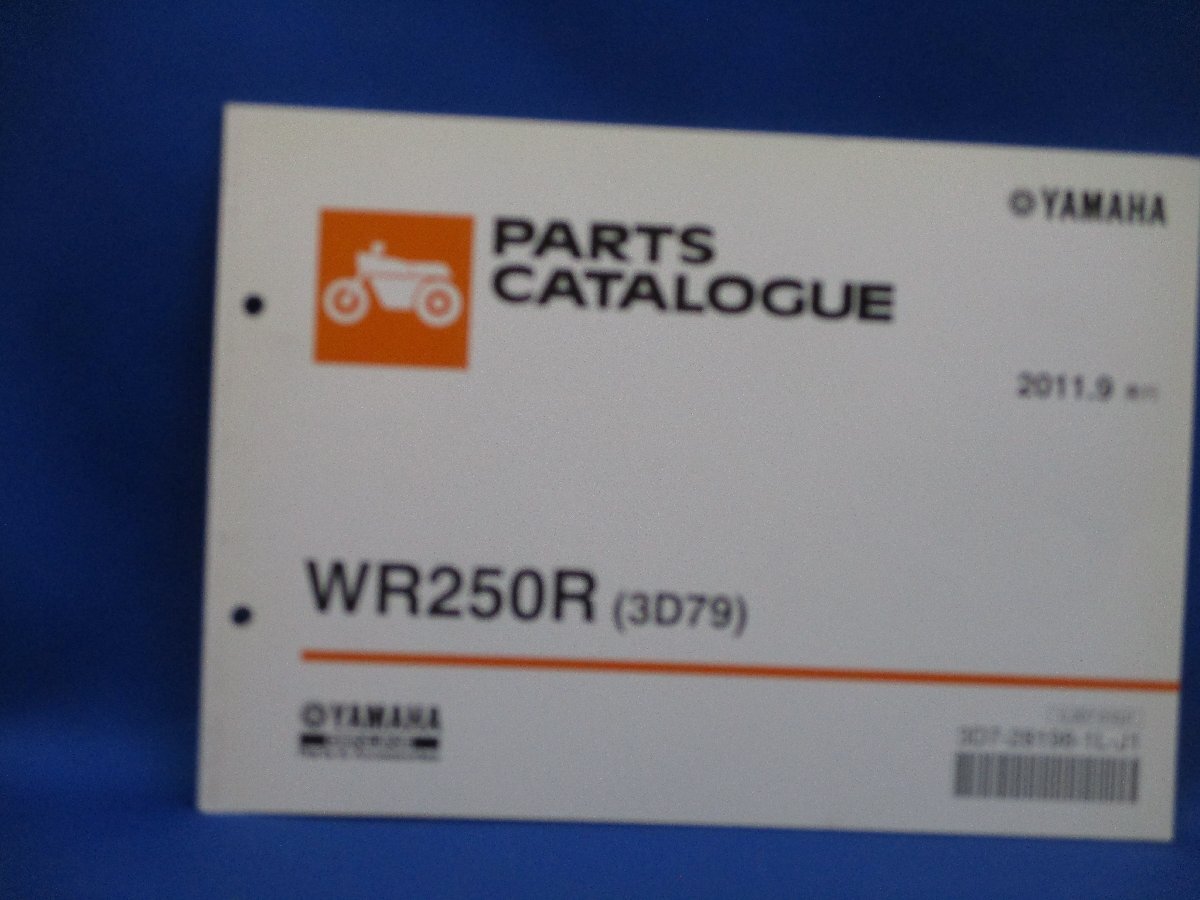 YAMAHA
PARTS
CATALOGUE
2011.9
WR250R (3D79)
YAMAHA